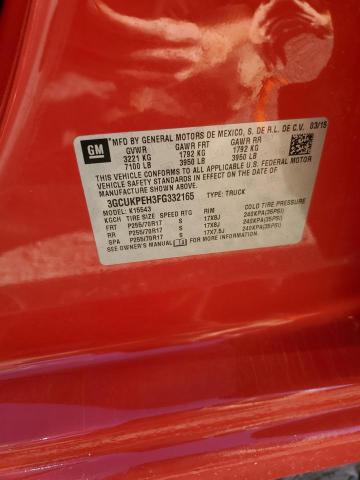 GM
MFD BY GENERAL MOTORS DE MEXICO, S. DE R.L. DE C.V. 03/15
GVWR GAWR FRT GAWR RR
3221 KG 1792 KG 1792 KG
7100 LB 3950 LB 3950 LB
THIS VEHICLE CONFORMS TO ALL APPLICABLE U.S. FEDERAL MOTOR
VEHICLE SAFETY STANDARDS IN EFFECT ON THE DATE OF
MANUFACTURE SHOWN ABOVE.
3GCUKPEH3FG332165 TYPE: TRUCK
MODEL: K15543
KGCH TIRE SIZE SPEED RTG RIM COLD TIRE PRESSURE
FRT P255/70R17 S 17X8J 240KPA(35PSI)
RR P255/70R17 S 17X8J 240KPA(35PSI)
SPA P255/70R17 S 17X7.5J 240KPA(35PSI)
SEE OWNER'S MANUAL FOR MORE INFORMATION.